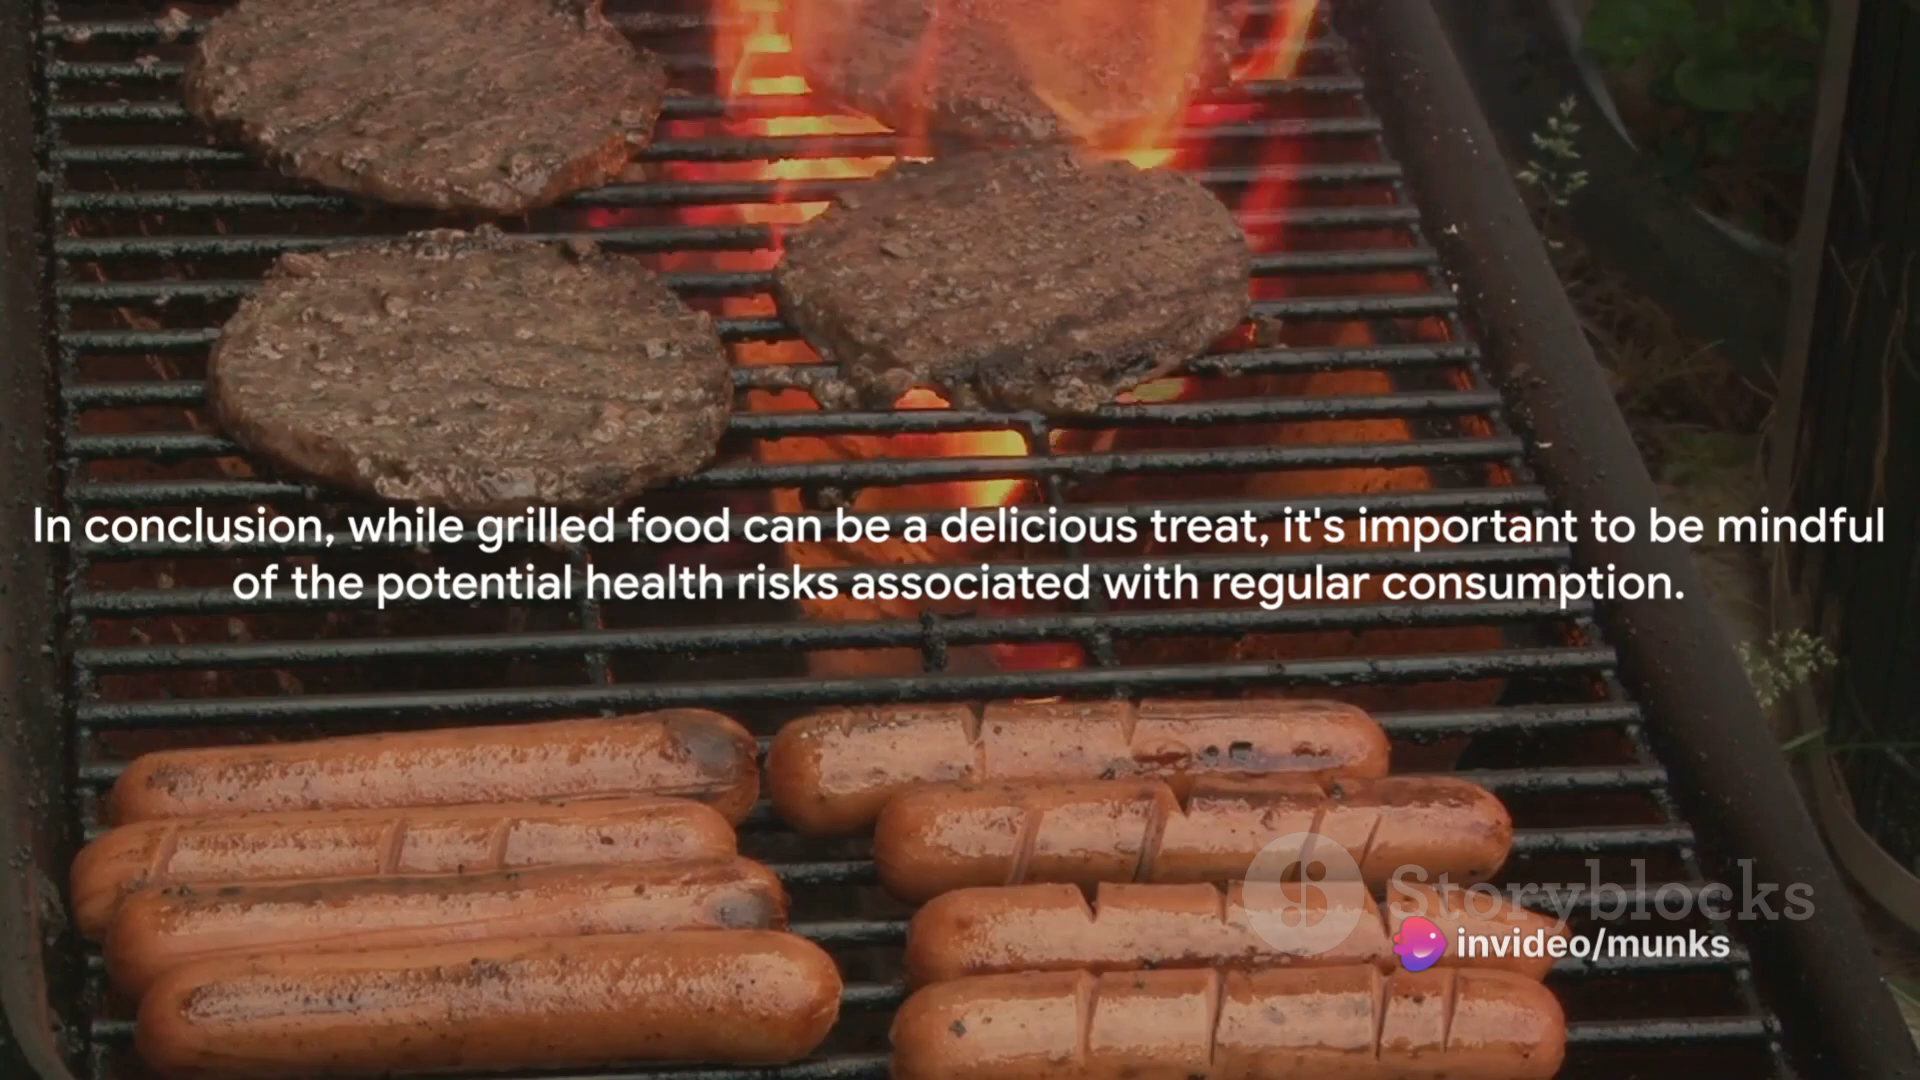 In conclusion, while grilled food can be a delicious treat, it's important to be mindful
of the potential health risks associated with regular consumption.
Storyblocks
invideo/munks